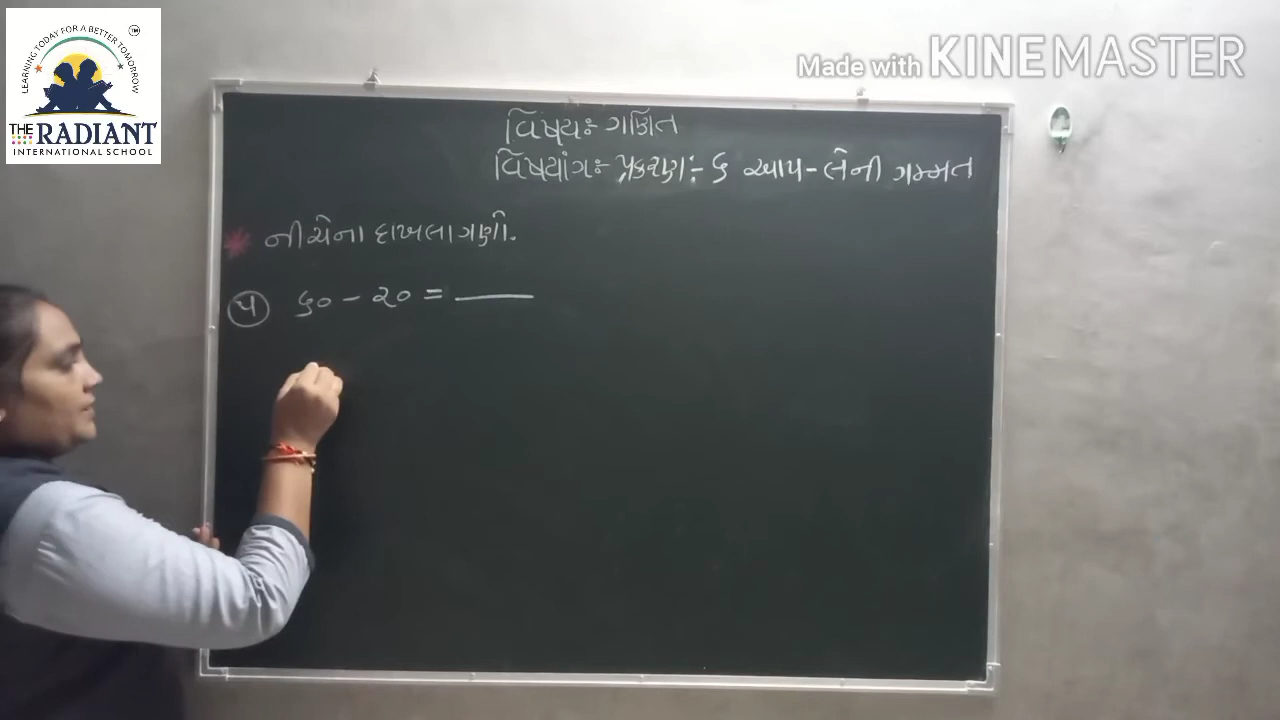 LEARNING TODAY FOR A BETTER TOMORROW
TM
THE RADIANT
INTERNATIONAL SCHOOL
Made with KINEMASTER
વિષય:- ગણિત
વિષયાંગ:- પ્રકરણ:- ૬ આપ-લેની ગમ્મત
* નીચેના દાખલા ગણો.
૫ ૬૦ - ૨૦ = ____